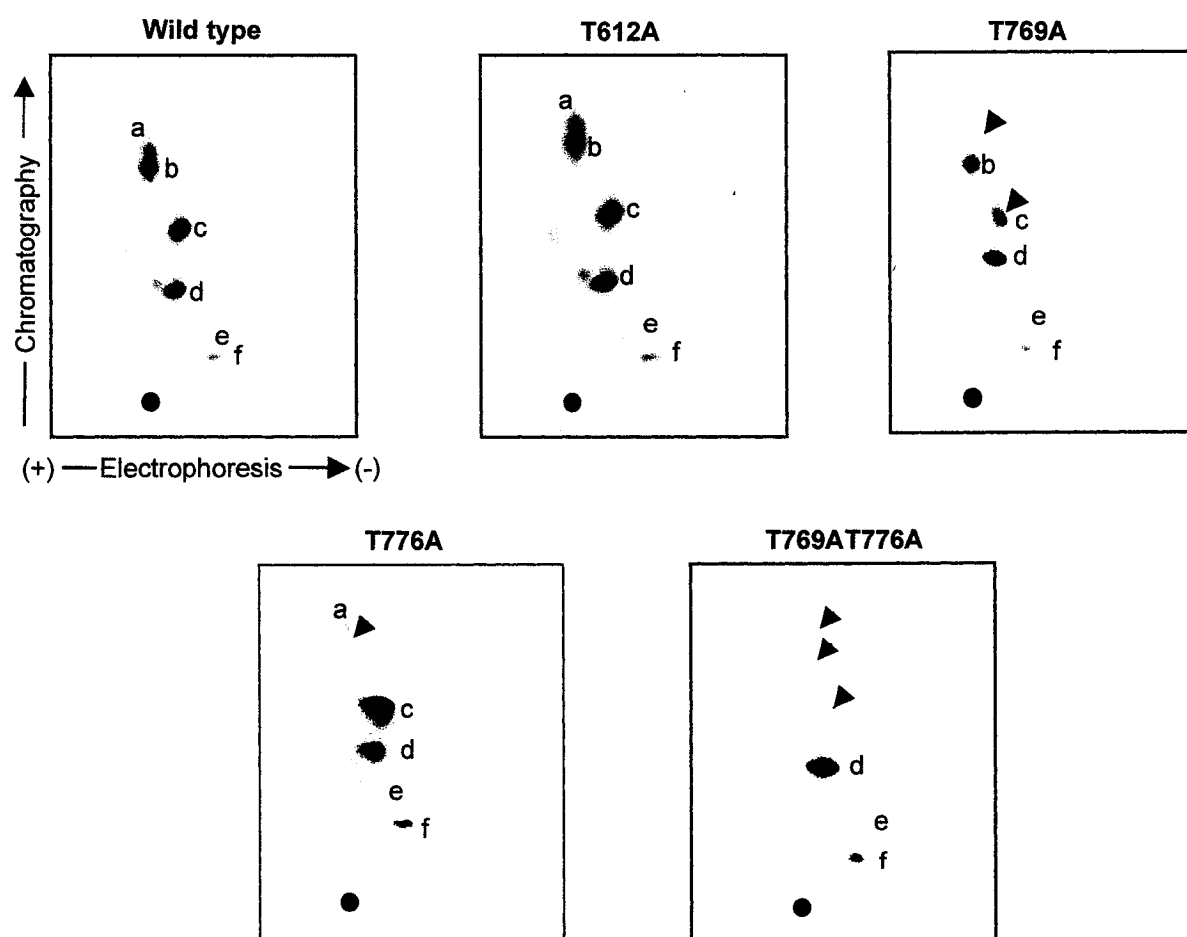 Wild type
a
b
c
d
e
f
Chromatography
(+) Electrophoresis (-)
T612A
a
b
c
d
e
f
T769A
b
c
d
e
f
T776A
a
c
d
e
f
T769AT776A
d
e
f